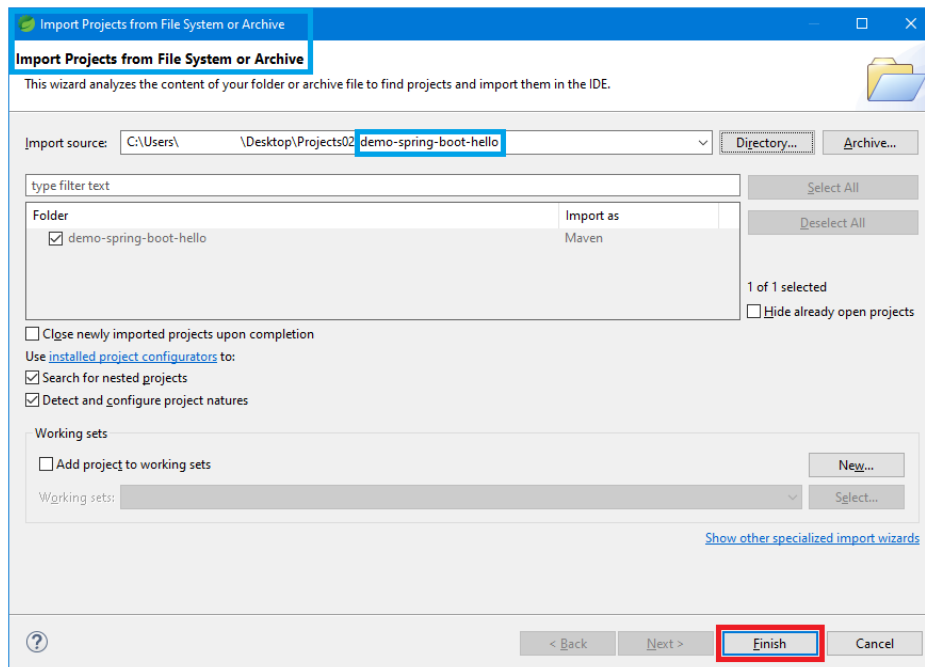 Import Projects from File System or Archive
Import Projects from File System or Archive
This wizard analyzes the content of your folder or archive file to find projects and import them in the IDE.
Import source: C:\Users\ \Desktop\Projects02 demo-spring-boot-hello Directory... Archive...
type filter text Select All
Folder Import as Deselect All
demo-spring-boot-hello Maven
1 of 1 selected
Hide already open projects
Close newly imported projects upon completion
Use installed project configurators to:
Search for nested projects
Detect and configure project natures
Working sets
Add project to working sets New...
Working sets: Select...
Show other specialized import wizards
? < Back Next > Finish Cancel